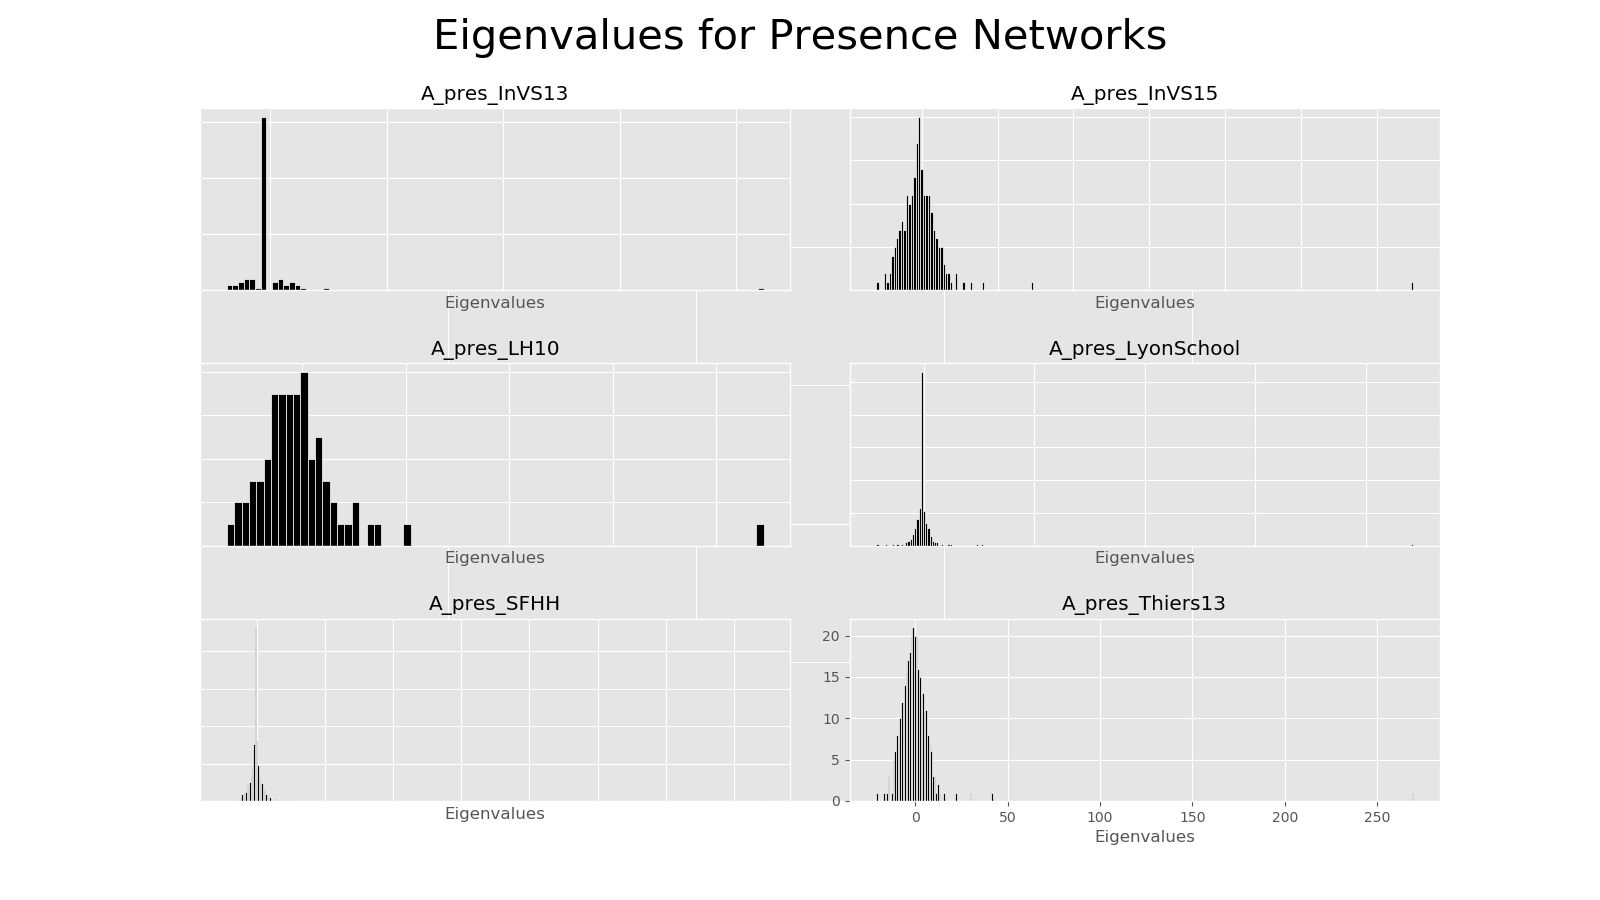 Eigenvalues for Presence Networks
A_pres_InVS13
A_pres_InVS15
Eigenvalues
Eigenvalues
A_pres_LH10
A_pres_LyonSchool
Eigenvalues
Eigenvalues
A_pres_SFHH
A_pres_Thiers13
20
15
10
5
0
0 50 100 150 200 250
Eigenvalues
Eigenvalues